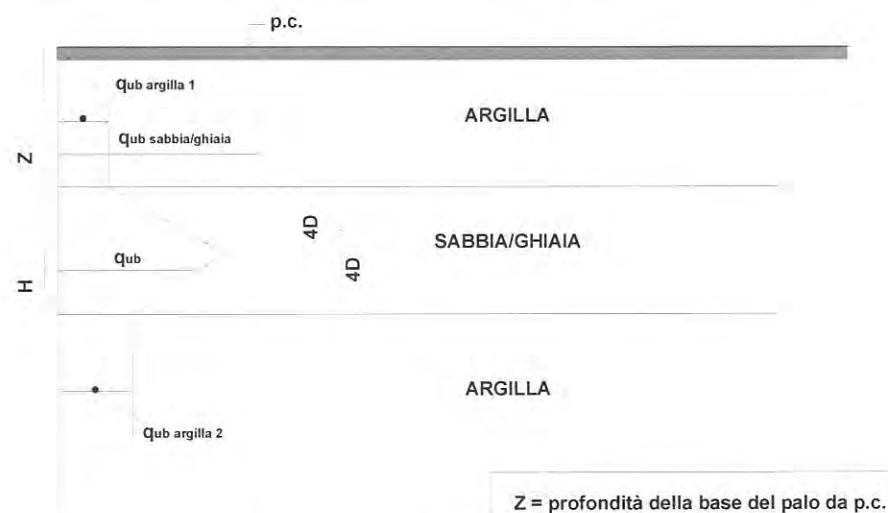 p.c.
qub argilla 1
ARGILLA
qub sabbia/ghiaia
Z
4D
SABBIA/GHIAIA
qub
4D
H
ARGILLA
qub argilla 2
Z = profondità della base del palo da p.c.